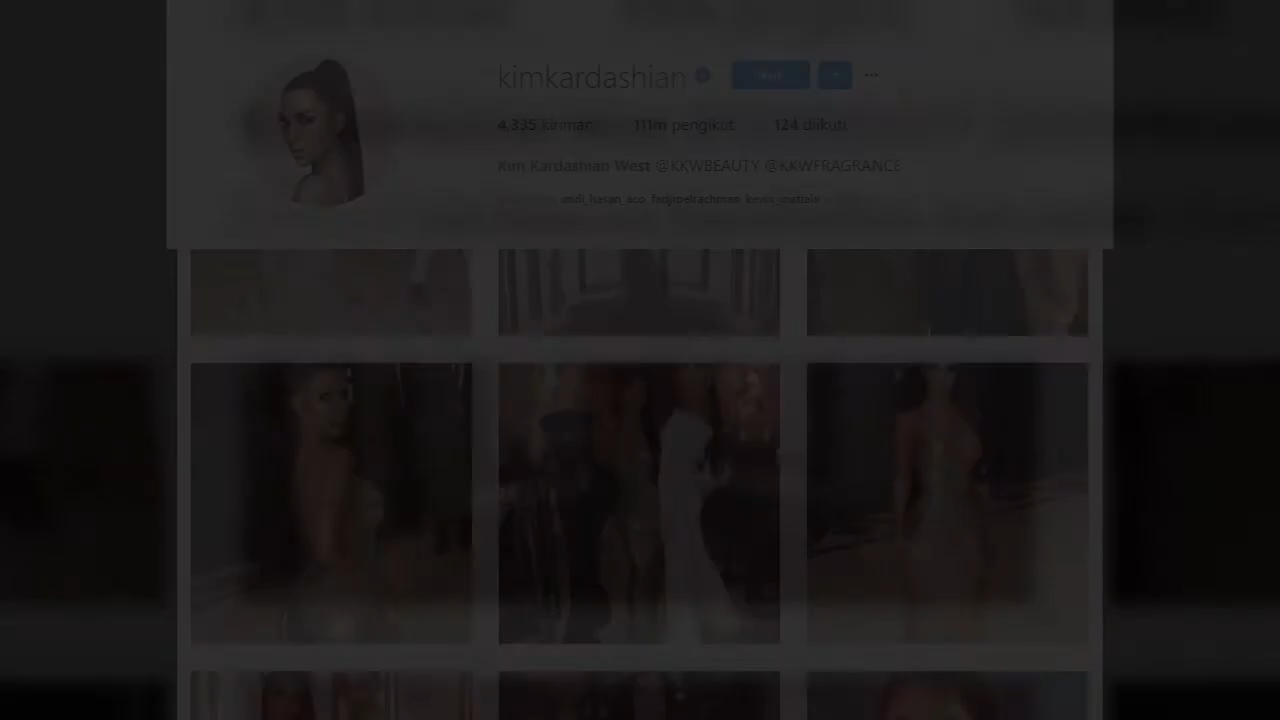 kimkardashian
4,335 kiriman 111m pengikut 124 diikuti
Kim Kardashian West @KKWBEAUTY @KKWFRAGRANCE